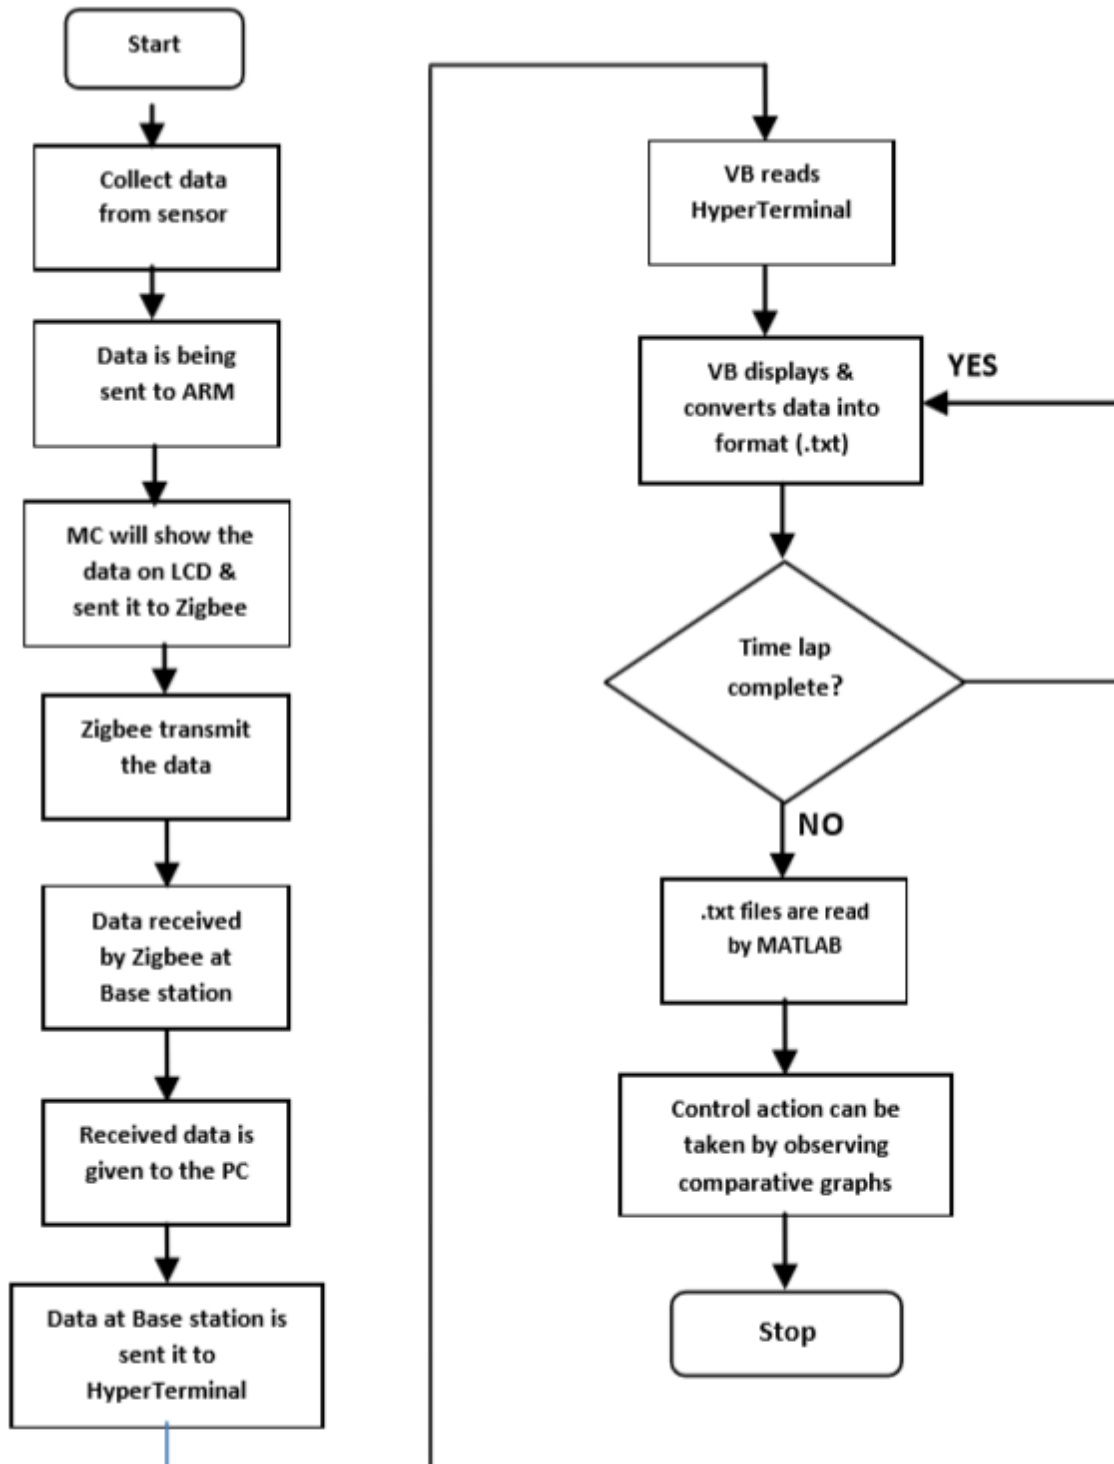 Start
Collect data
from sensor
Data is being
sent to ARM
MC will show the
data on LCD &
sent it to Zigbee
Zigbee transmit
the data
Data received
by Zigbee at
Base station
Received data is
given to the PC
Data at Base station is
sent it to
HyperTerminal
VB reads
HyperTerminal
VB displays &
converts data into
format (.txt)
YES
Time lap
complete?
NO
.txt files are read
by MATLAB
Control action can be
taken by observing
comparative graphs
Stop